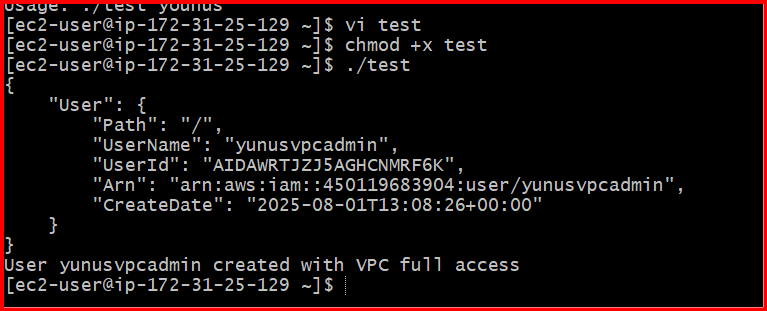 Usage: ./test younus
[ec2-user@ip-172-31-25-129 ~]$ vi test
[ec2-user@ip-172-31-25-129 ~]$ chmod +x test
[ec2-user@ip-172-31-25-129 ~]$ ./test
{
    "User": {
        "Path": "/",
        "UserName": "yunusvpcadmin",
        "UserId": "AIDAWRTJZJ5AGHCNMRF6K",
        "Arn": "arn:aws:iam::450119683904:user/yunusvpcadmin",
        "CreateDate": "2025-08-01T13:08:26+00:00"
    }
}
User yunusvpcadmin created with VPC full access
[ec2-user@ip-172-31-25-129 ~]$